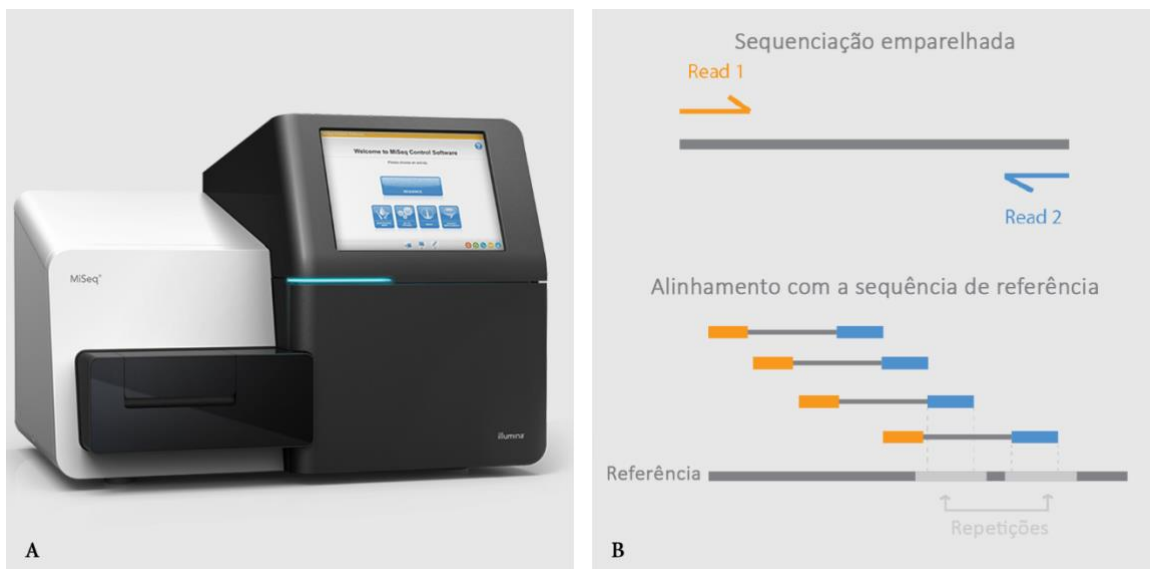 Welcome to MiSeq Control Software
MiSeq®
illumina
A
Sequenciação emparelhada
Read 1
Read 2
Alinhamento com a sequência de referência
Referência
Repetições
B